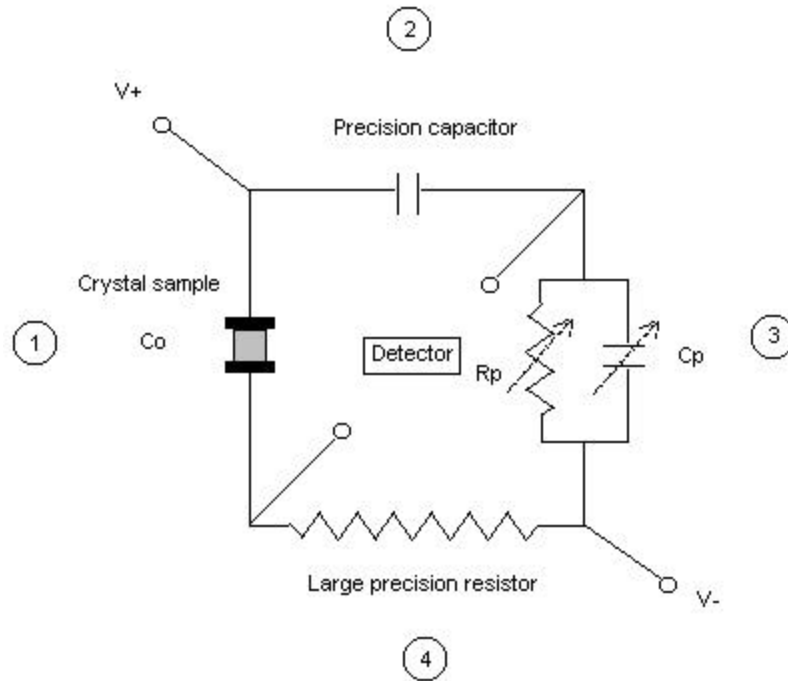 2
V+
Precision capacitor
Crystal sample
1
Co
Detector
Rp
Cp
3
Large precision resistor
V-
4